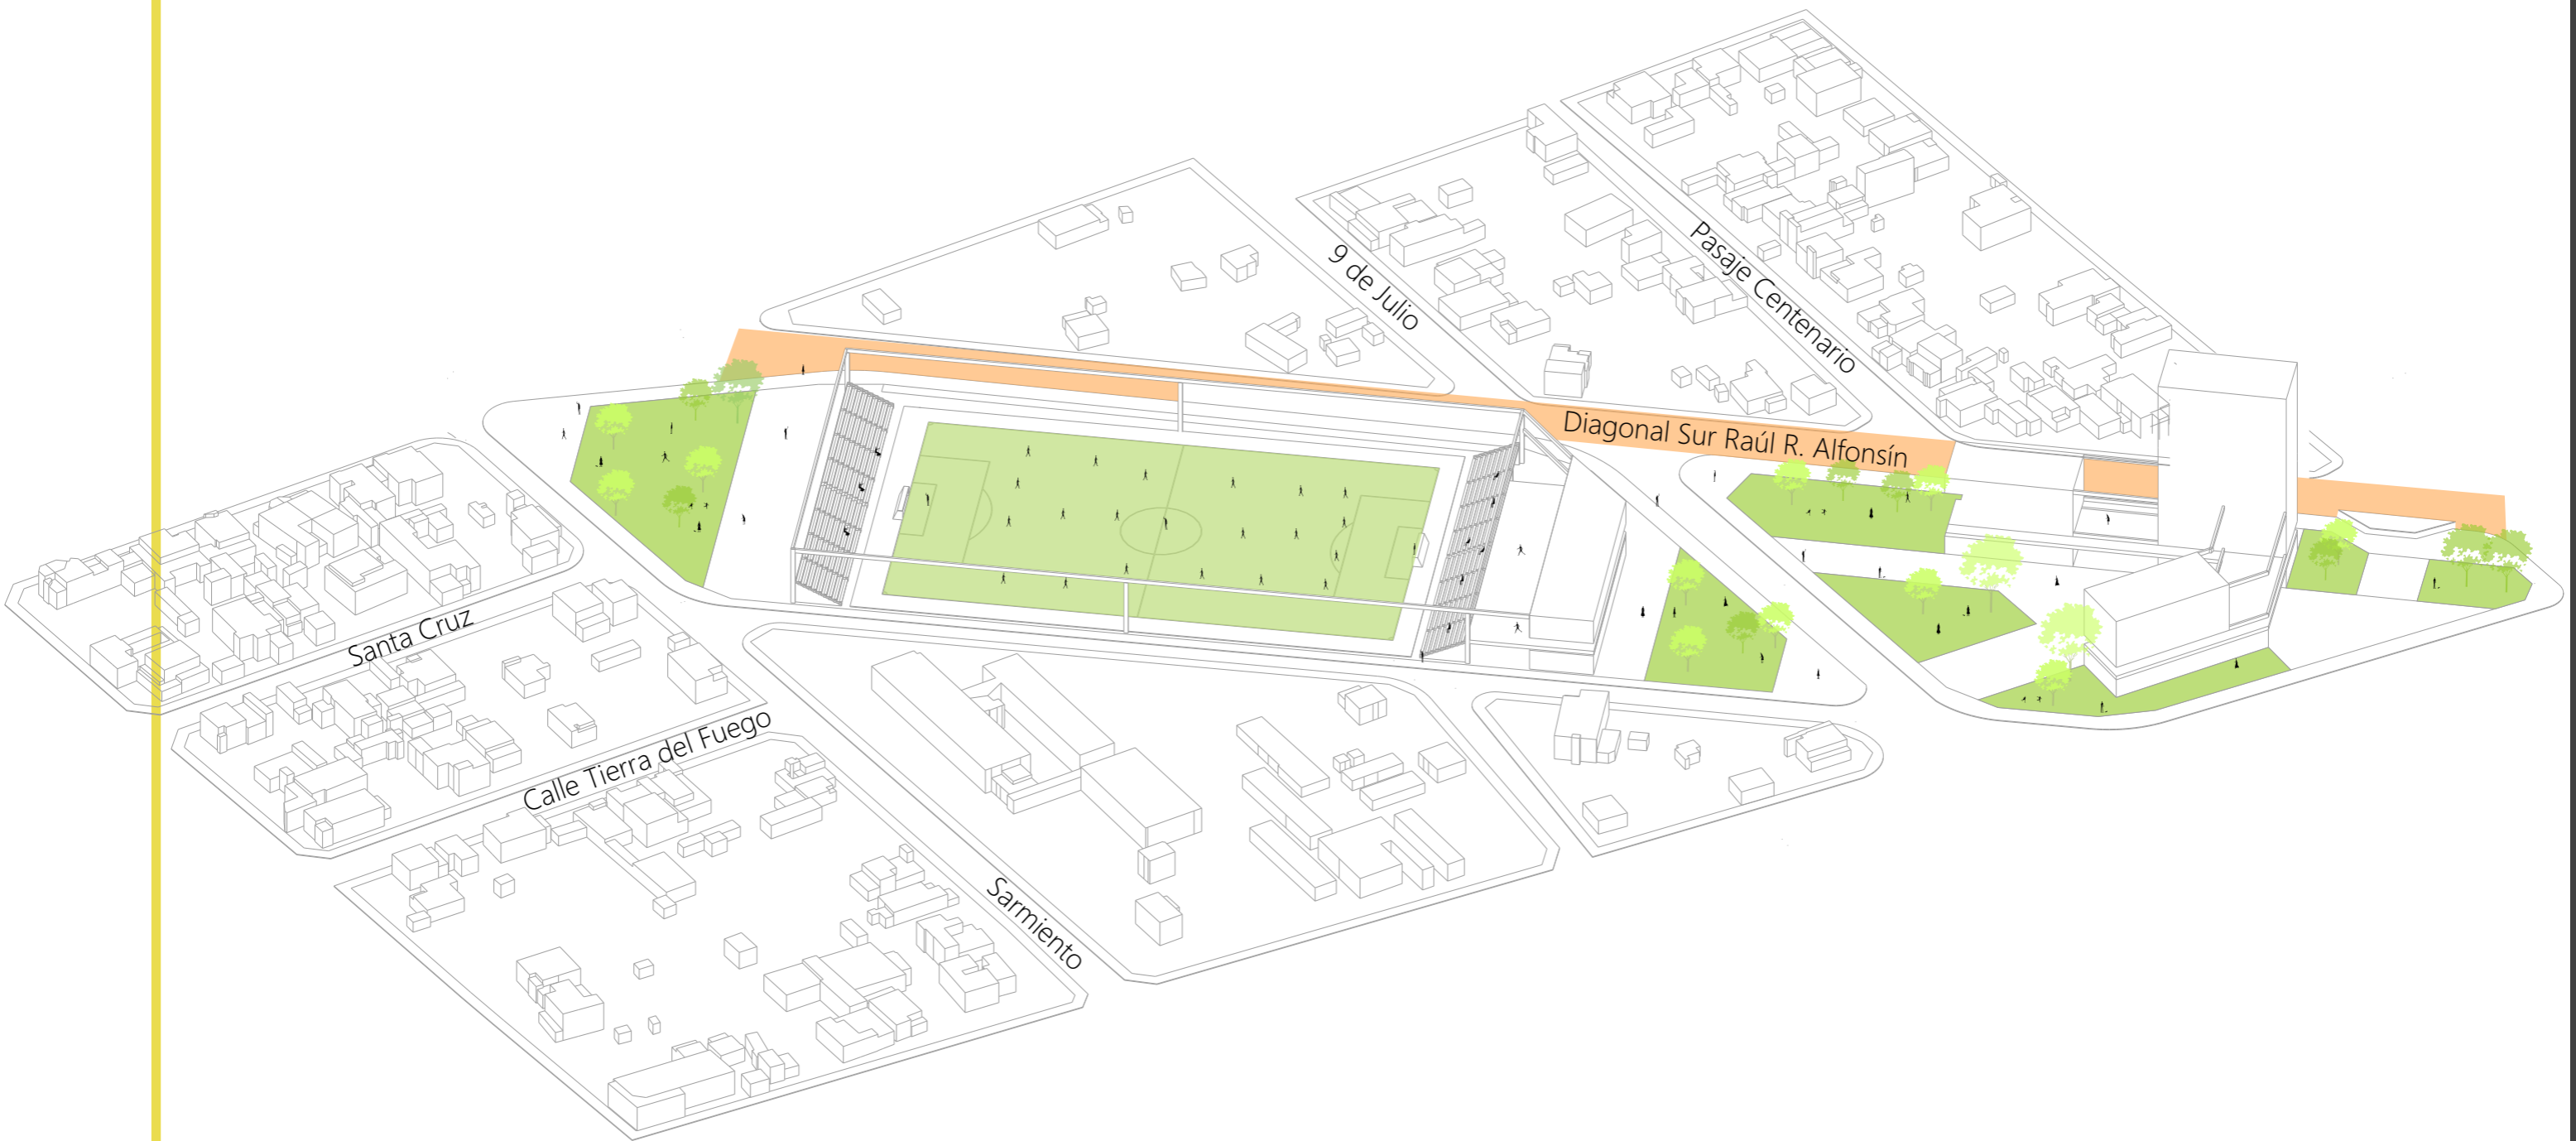 Pasaje Centenario
9 de Julio
Diagonal Sur Raúl R. Alfonsín
Santa Cruz
Calle Tierra del Fuego
Sarmiento